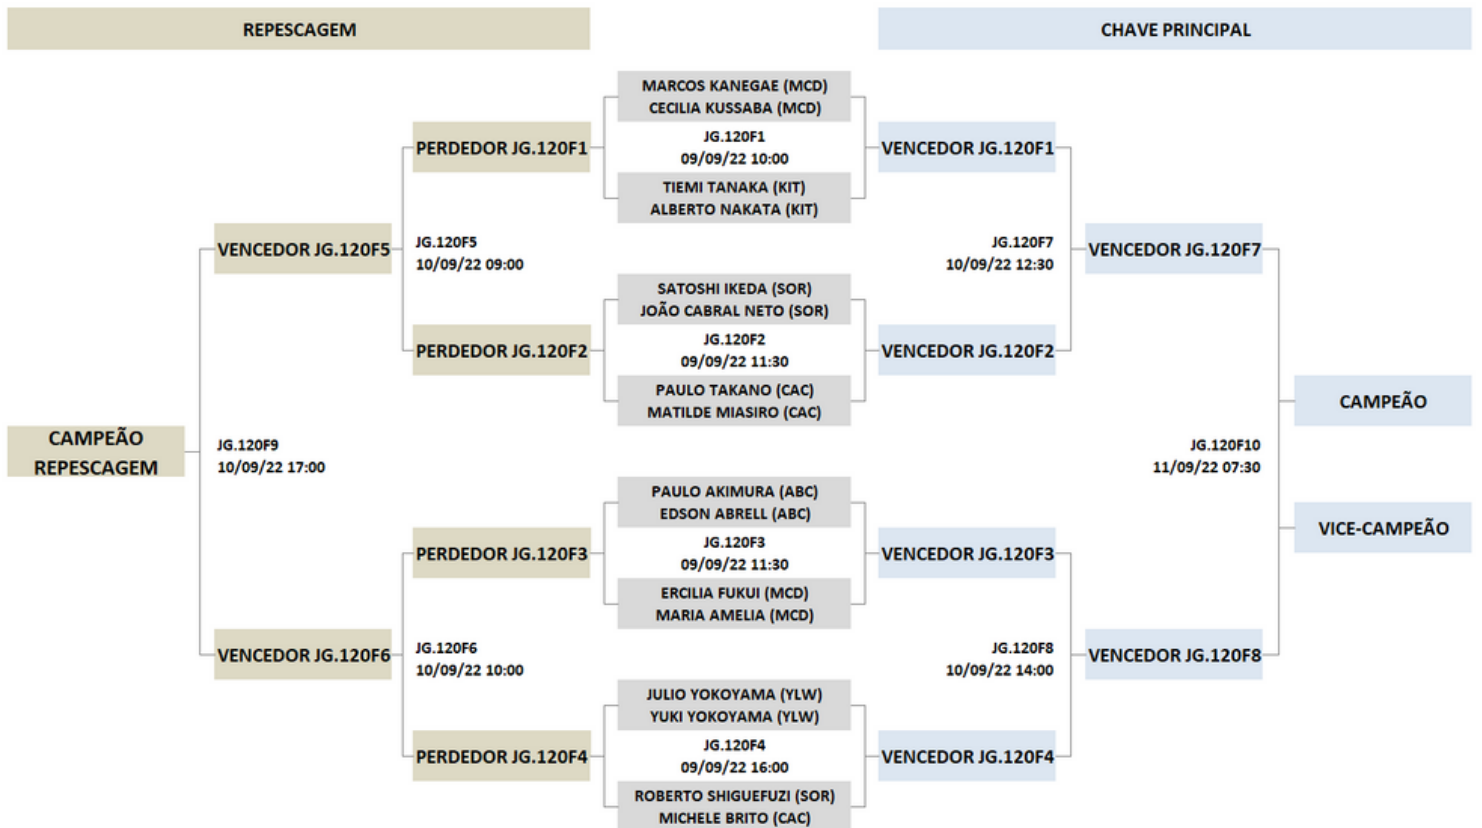 REPESCAGEM
CHAVE PRINCIPAL
MARCOS KANEGAE (MCD)
CECILIA KUSSABA (MCD)
PERDEDOR JG.120F1
JG.120F1
09/09/22 10:00
VENCEDOR JG.120F1
TIEMI TANAKA (KIT)
ALBERTO NAKATA (KIT)
VENCEDOR JG.120F5
JG.120F5
10/09/22 09:00
JG.120F7
10/09/22 12:30
VENCEDOR JG.120F7
SATOSHI IKEDA (SOR)
JOÃO CABRAL NETO (SOR)
PERDEDOR JG.120F2
JG.120F2
09/09/22 11:30
VENCEDOR JG.120F2
PAULO TAKANO (CAC)
MATILDE MIASIRO (CAC)
CAMPEÃO
CAMPEÃO
REPESCAGEM
JG.120F9
10/09/22 17:00
JG.120F10
11/09/22 07:30
PAULO AKIMURA (ABC)
EDSON ABRELL (ABC)
VICE-CAMPEÃO
PERDEDOR JG.120F3
JG.120F3
09/09/22 11:30
VENCEDOR JG.120F3
ERCILIA FUKUI (MCD)
MARIA AMELIA (MCD)
VENCEDOR JG.120F6
JG.120F6
10/09/22 10:00
JG.120F8
10/09/22 14:00
VENCEDOR JG.120F8
JULIO YOKOYAMA (YLW)
YUKI YOKOYAMA (YLW)
PERDEDOR JG.120F4
JG.120F4
09/09/22 16:00
VENCEDOR JG.120F4
ROBERTO SHIGUEFUZI (SOR)
MICHELE BRITO (CAC)